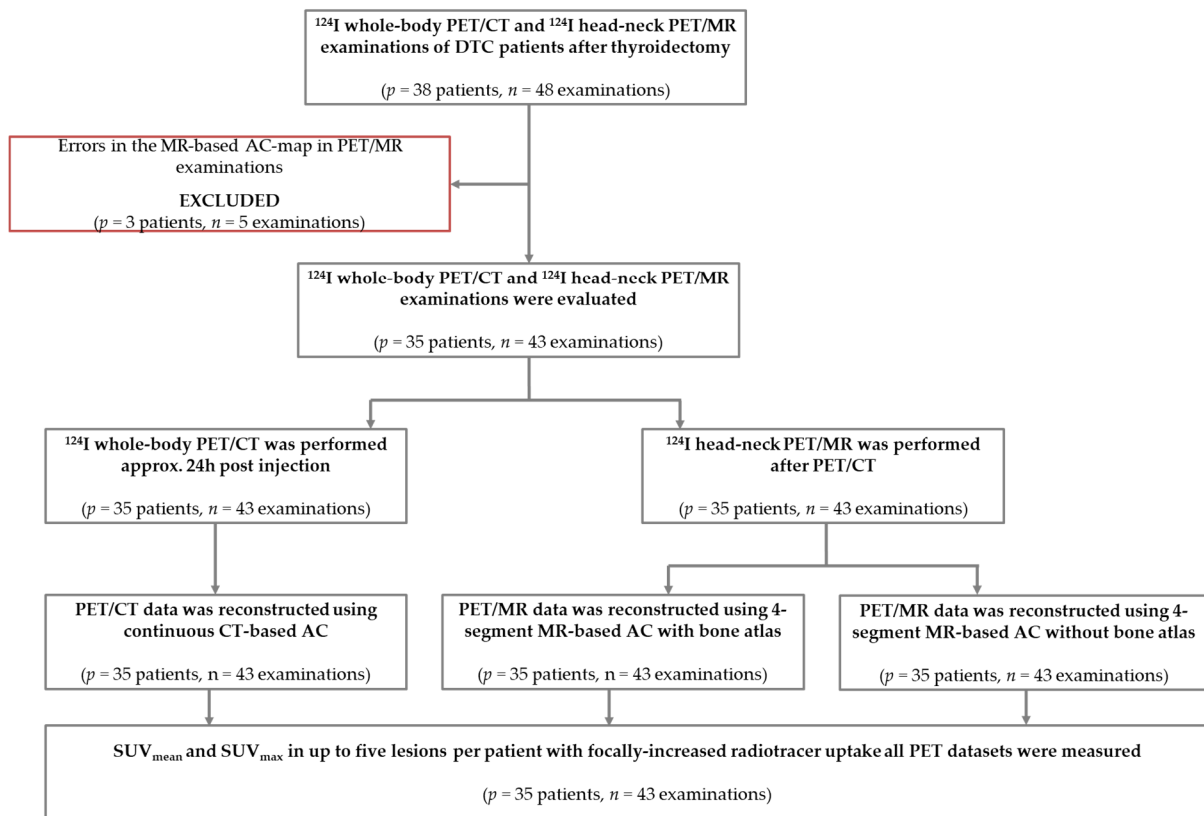 ¹²⁴I whole-body PET/CT and ¹²⁴I head-neck PET/MR
examinations of DTC patients after thyroidectomy
(p = 38 patients, n = 48 examinations)
Errors in the MR-based AC-map in PET/MR
examinations
EXCLUDED
(p = 3 patients, n = 5 examinations)
¹²⁴I whole-body PET/CT and ¹²⁴I head-neck PET/MR
examinations were evaluated
(p = 35 patients, n = 43 examinations)
¹²⁴I whole-body PET/CT was performed
approx. 24h post injection
(p = 35 patients, n = 43 examinations)
¹²⁴I head-neck PET/MR was performed
after PET/CT
(p = 35 patients, n = 43 examinations)
PET/CT data was reconstructed using
continuous CT-based AC
(p = 35 patients, n = 43 examinations)
PET/MR data was reconstructed using 4-
segment MR-based AC with bone atlas
(p = 35 patients, n = 43 examinations)
PET/MR data was reconstructed using 4-
segment MR-based AC without bone atlas
(p = 35 patients, n = 43 examinations)
SUVmean and SUVmax in up to five lesions per patient with focally-increased radiotracer uptake all PET datasets were measured
(p = 35 patients, n = 43 examinations)